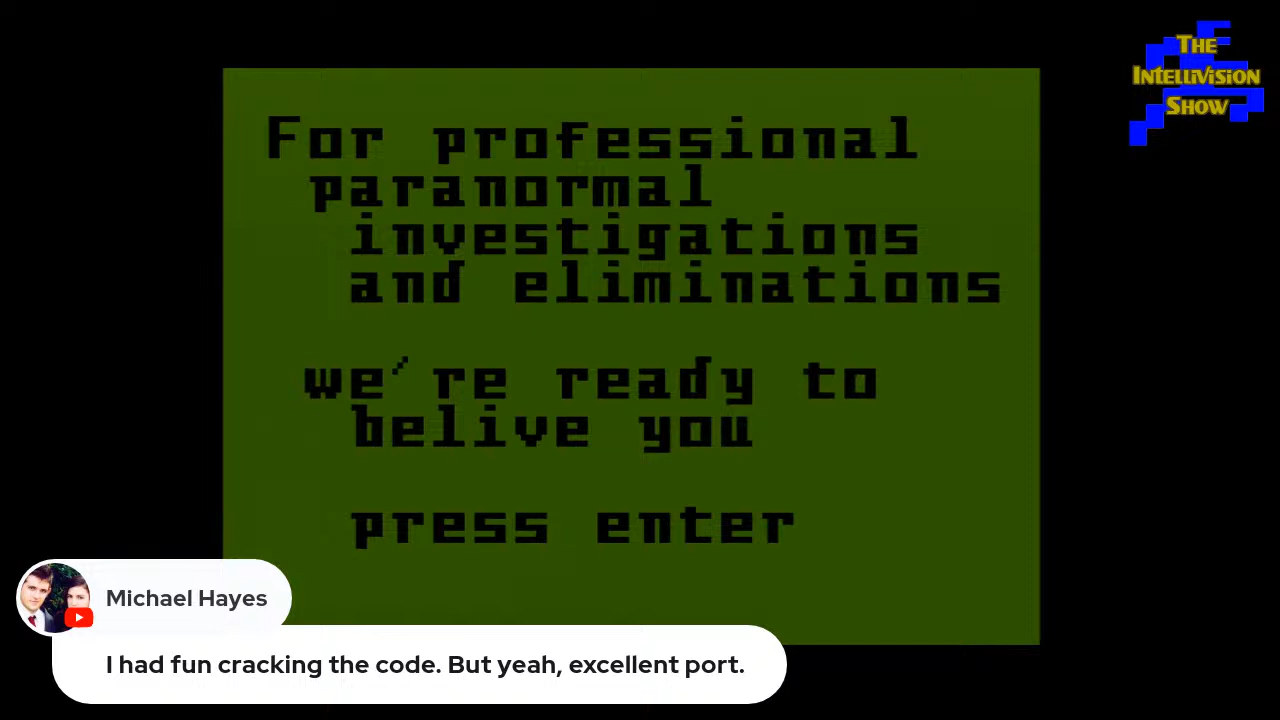 THE
INTELLIVISION
SHOW
For professional
paranormal
investigations
and eliminations
we're ready to
belive you
press enter
Michael Hayes
I had fun cracking the code. But yeah, excellent port.